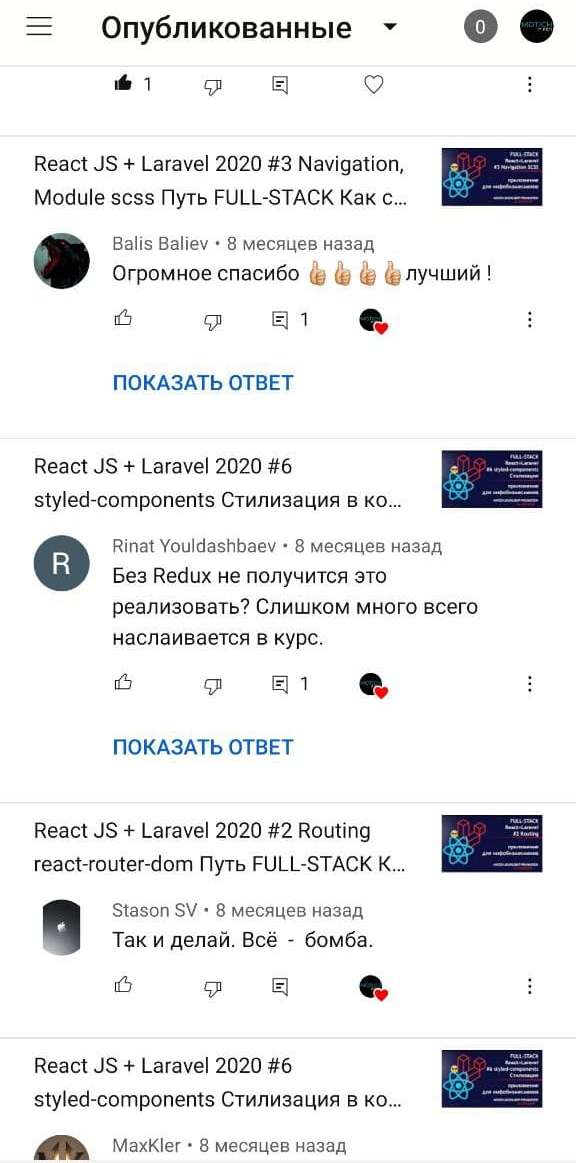 Опубликованные
0
1
React JS + Laravel 2020 #3 Navigation,
Module scss Путь FULL-STACK Как с...
Balis Baliev • 8 месяцев назад
Огромное спасибо 👍👍👍👍лучший !
1
ПОКАЗАТЬ ОТВЕТ
React JS + Laravel 2020 #6
styled-components Стилизация в ко...
R
Rinat Youldashbaev • 8 месяцев назад
Без Redux не получится это
реализовать? Слишком много всего
наслаивается в курс.
1
ПОКАЗАТЬ ОТВЕТ
React JS + Laravel 2020 #2 Routing
react-router-dom Путь FULL-STACK К...
Stason SV • 8 месяцев назад
Так и делай. Всё - бомба.
React JS + Laravel 2020 #6
styled-components Стилизация в ко...
MaxKler • 8 месяцев назад